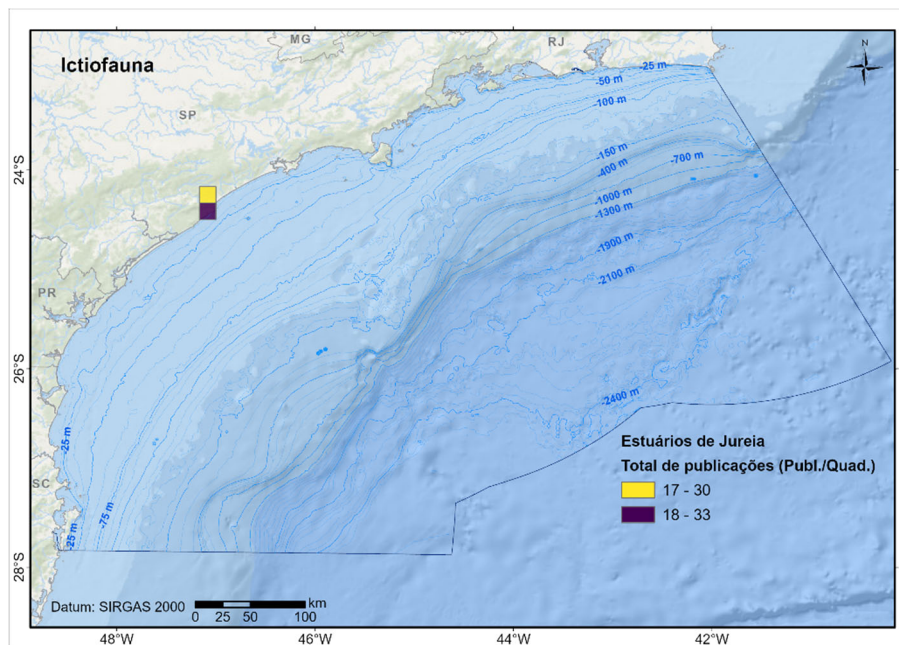 MG
RJ
Ictiofauna
N
-25 m
-50 m
-100 m
SP
-150 m
-700 m
-400 m
24°S
-1000 m
-1300 m
-1900 m
-2100 m
PR
26°S
-2400 m
-25 m
Estuários de Jureia
Total de publicações (Publ./Quad.)
SC
17 - 30
-75 m
18 - 33
-25 m
28°S
Datum: SIRGAS 2000
km
0 25 50 100
48°W 46°W 44°W 42°W